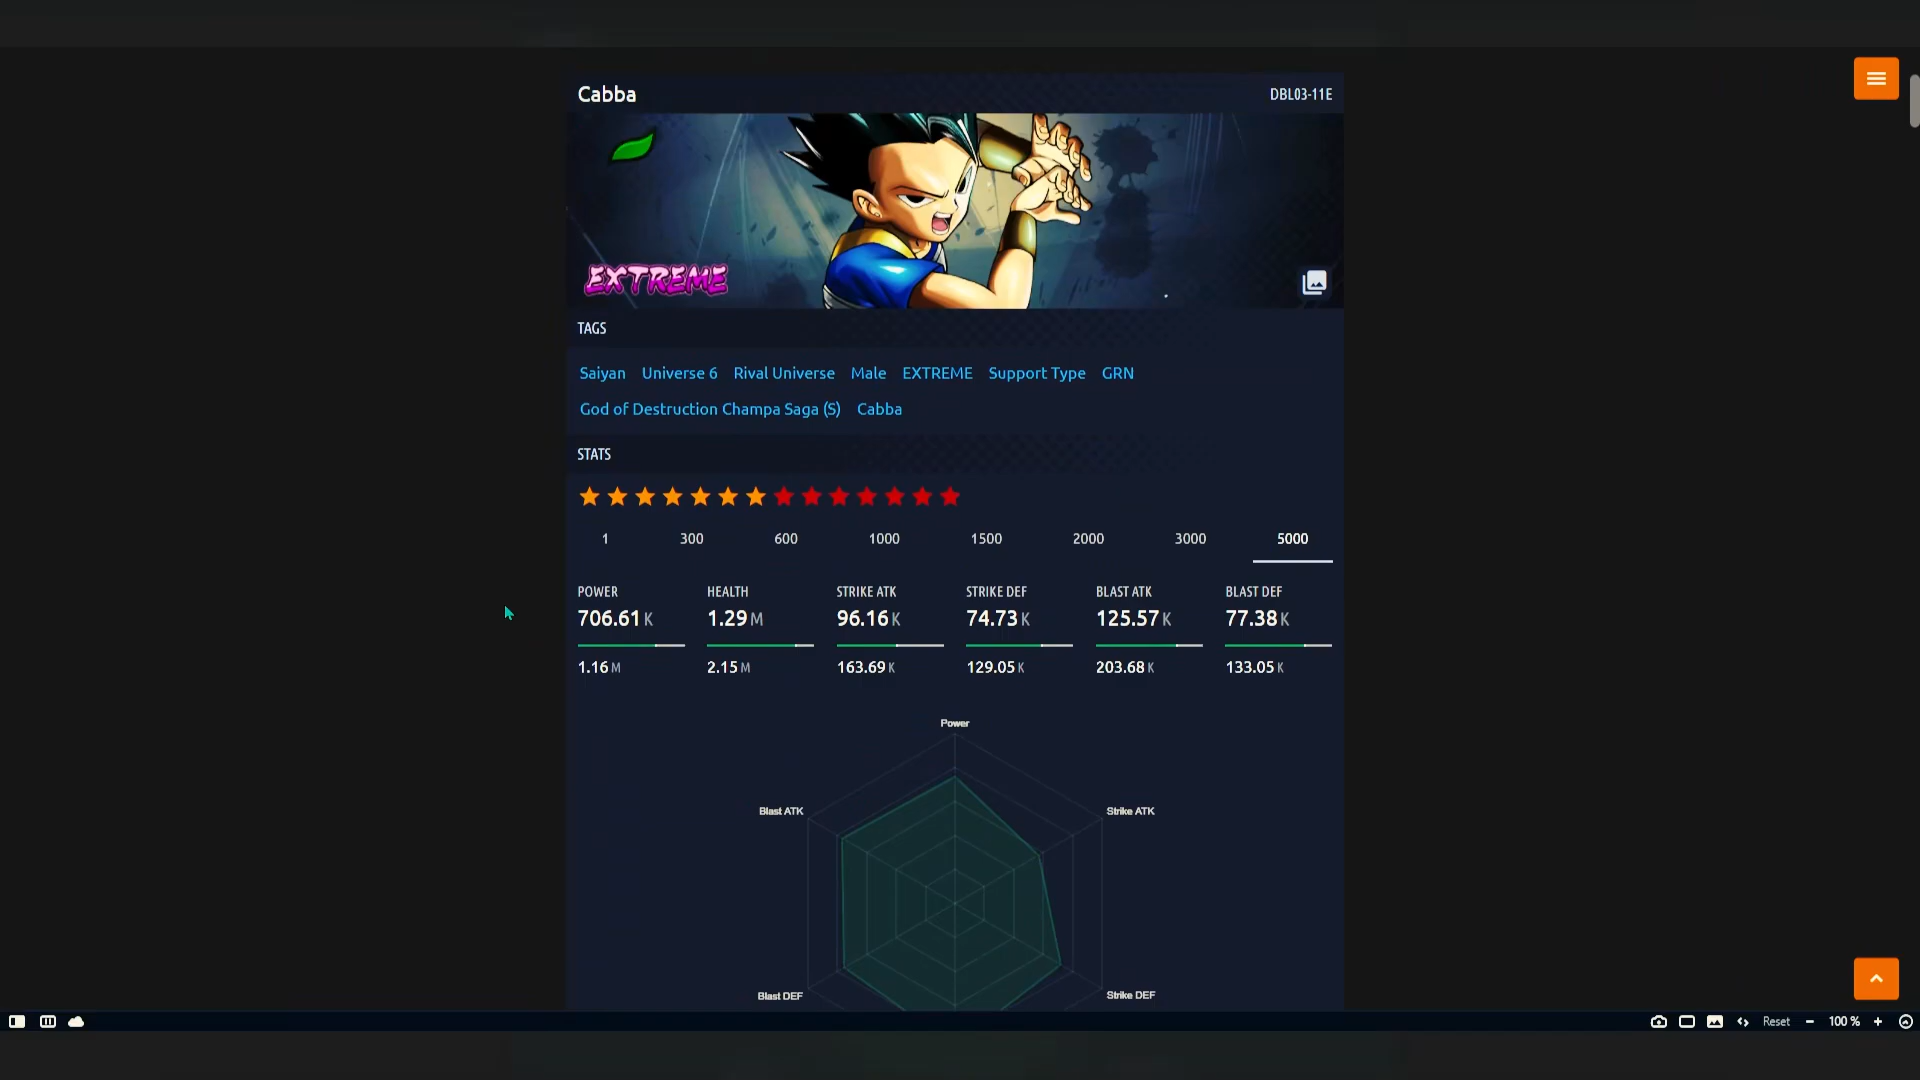 Cabba DBL03-11E
EXTREME
TAGS
Saiyan Universe 6 Rival Universe Male EXTREME Support Type GRN
God of Destruction Champa Saga (S) Cabba
STATS
1 300 600 1000 1500 2000 3000 5000
POWER HEALTH STRIKE ATK STRIKE DEF BLAST ATK BLAST DEF
706.61 K 1.29 M 96.16 K 74.73 K 125.57 K 77.38 K
1.16 M 2.15 M 163.69 K 129.05 K 203.68 K 133.05 K
Power
Blast ATK Strike ATK
Blast DEF Strike DEF
Reset − 100 % +